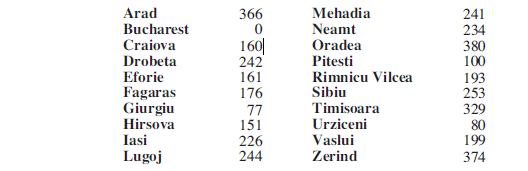 Arad 366 Mehadia 241
Bucharest 0 Neamt 234
Craiova 160 Oradea 380
Drobeta 242 Pitesti 100
Eforie 161 Rimnicu Vilcea 193
Fagaras 176 Sibiu 253
Giurgiu 77 Timisoara 329
Hirsova 151 Urziceni 80
Iasi 226 Vaslui 199
Lugoj 244 Zerind 374